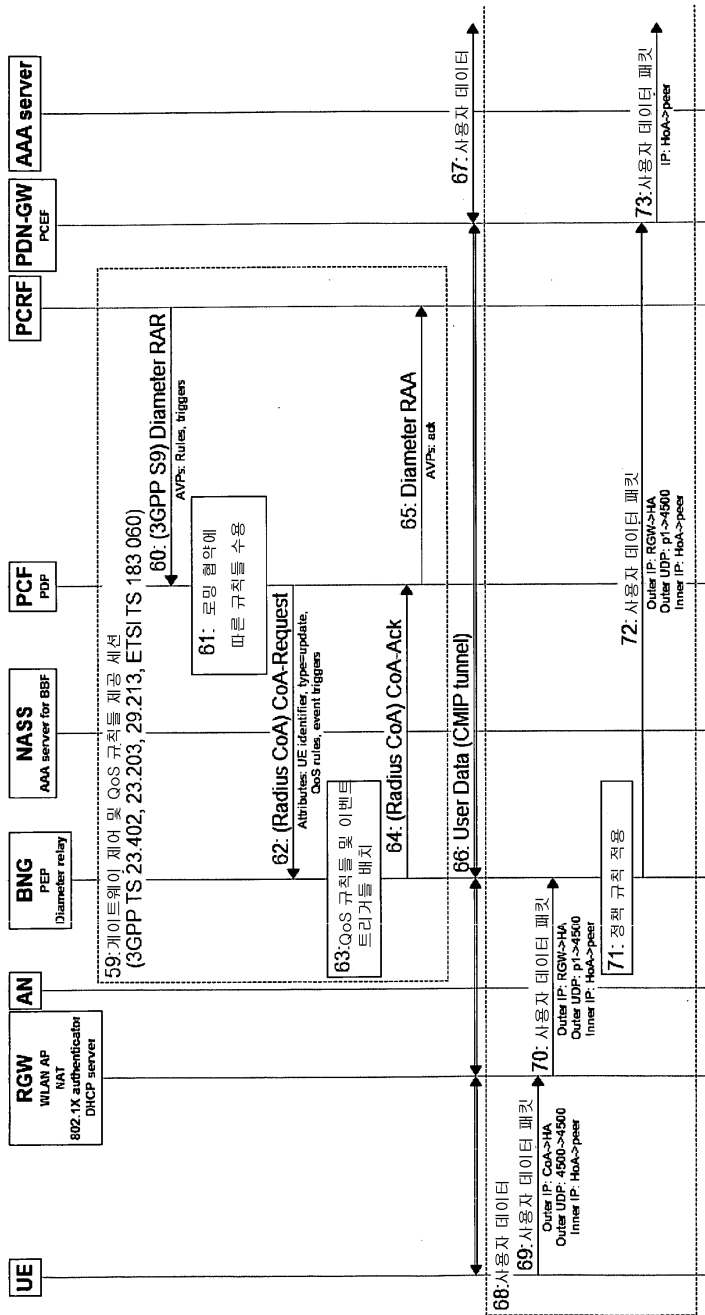 UE
RGW
WLAN AP
NAT
802.1X authenticator
DHCP server
AN
BNG
PEP
Diameter relay
NASS
AAA server for BBF
PCF
PDP
PCRF
PDN-GW
PCEF
AAA server
59:게이트웨이 제어 및 QoS 규칙들 제공 세션
(3GPP TS 23.402, 23.203, 29.213, ETSI TS 183 060)
60: (3GPP S9) Diameter RAR
AVPs: Rules, triggers
61: 로밍 협약에
따른 규칙들 수용
62: (Radius CoA) CoA-Request
Attributes: UE identifier, type=update,
QoS rules, event triggers
63:QoS 규칙들 및 이벤트
트리거들 배치
64: (Radius CoA) CoA-Ack
65: Diameter RAA
AVPs: ack
66: User Data (CMIP tunnel)
67: 사용자 데이터
68:사용자 데이터
69:사용자 데이터 패킷
Outer IP: CoA->HA
Outer UDP: 4500->4500
Inner IP: HoA->peer
70: 사용자 데이터 패킷
Outer IP: RGW->HA
Outer UDP: p1->4500
Inner IP: HoA->peer
71: 정책 규칙 적용
72: 사용자 데이터 패킷
Outer IP: RGW->HA
Outer UDP: p1->4500
Inner IP: HoA->peer
73:사용자 데이터 패킷
IP: HoA->peer